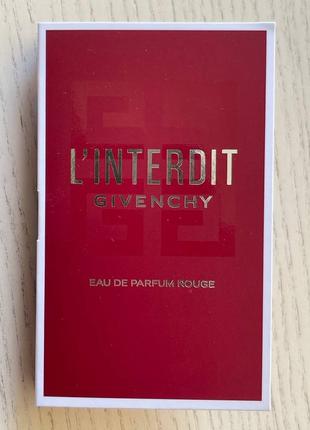 L'INTERDIT
GIVENCHY
EAU DE PARFUM ROUGE